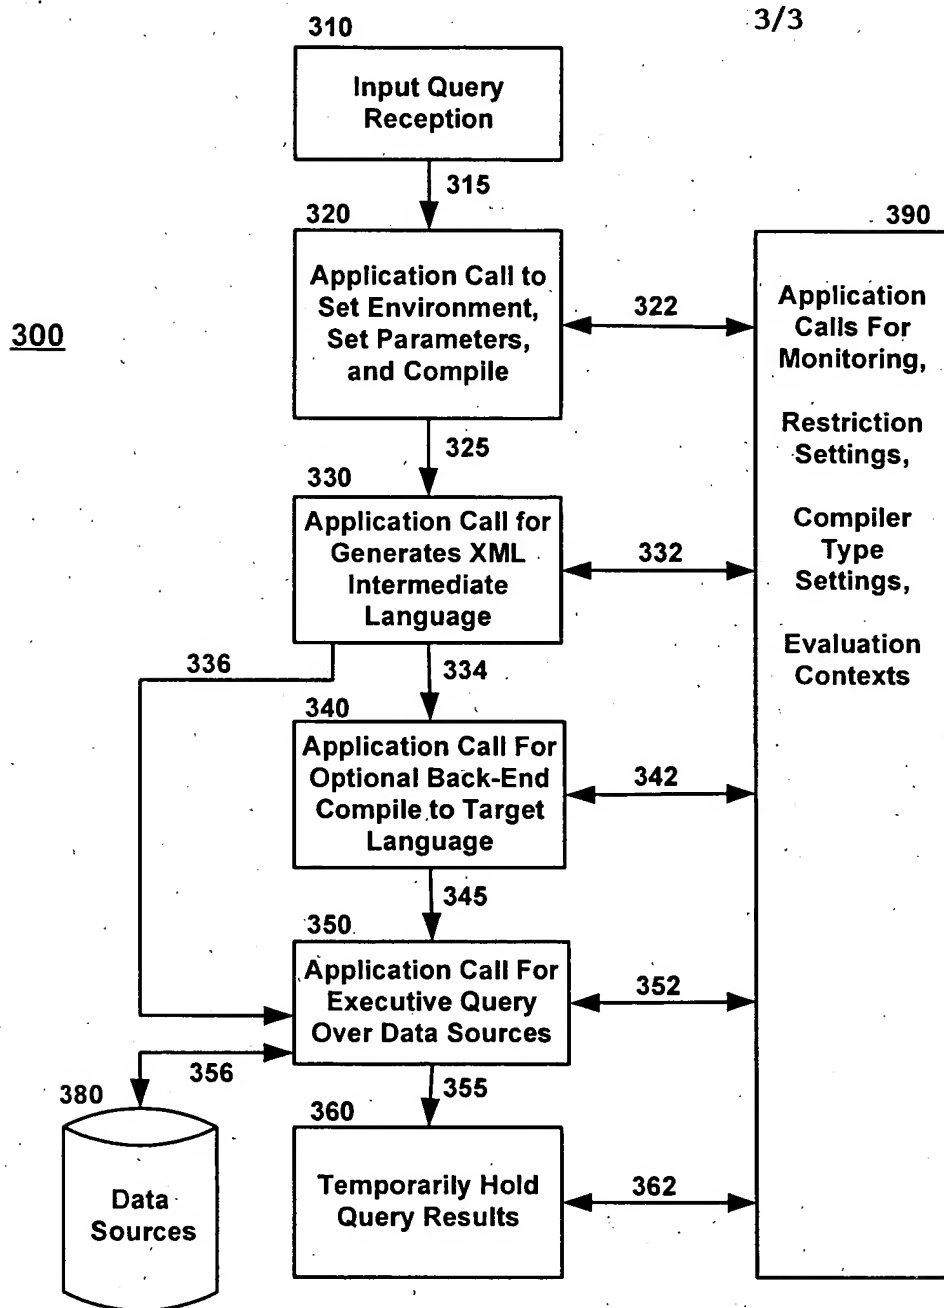 3/3
310
Input Query
Reception
315
320
390
Application Call to
Set Environment,
Set Parameters,
and Compile
322
300
Application
Calls For
Monitoring,
Restriction
Settings,
Compiler
Type
Settings,
Evaluation
Contexts
325
330
Application Call for
Generates XML
Intermediate
Language
332
336
334
340
Application Call For
Optional Back-End
Compile to Target
Language
342
345
350
Application Call For
Executive Query
Over Data Sources
352
356
355
380
360
Data
Sources
Temporarily Hold
Query Results
362